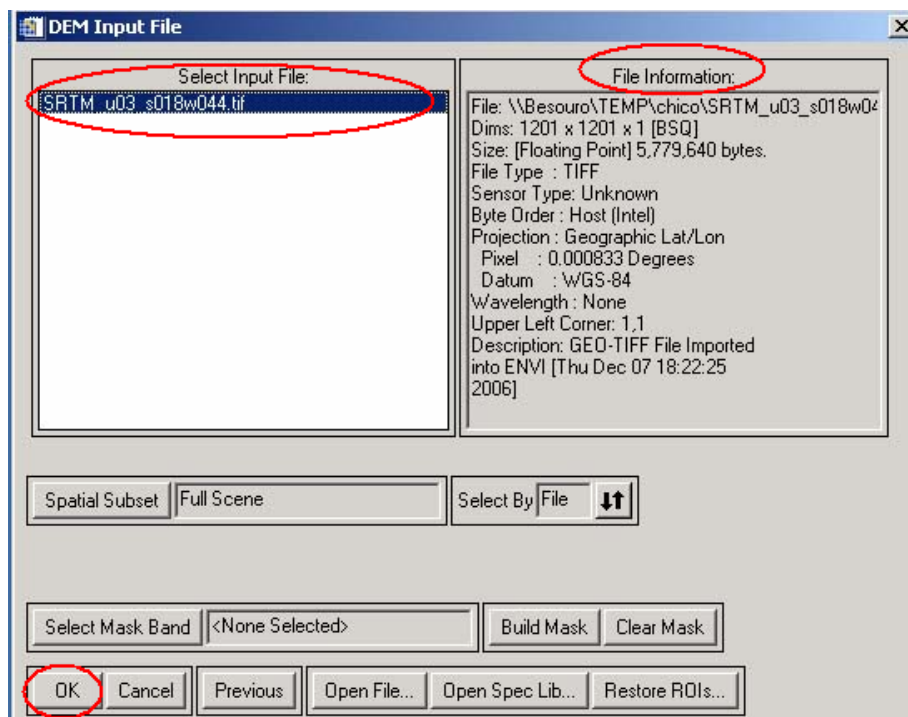 DEM Input File
Select Input File:
SRTM_u03_s018w044.tif
File Information:
File: \\Besouro\TEMP\chico\SRTM_u03_s018w04
Dims: 1201 x 1201 x 1 [BSQ]
Size: [Floating Point] 5,779,640 bytes.
File Type : TIFF
Sensor Type: Unknown
Byte Order : Host (Intel)
Projection : Geographic Lat/Lon
Pixel : 0.000833 Degrees
Datum : WGS-84
Wavelength : None
Upper Left Corner: 1,1
Description: GEO-TIFF File Imported
into ENVI [Thu Dec 07 18:22:25
2006]
Spatial Subset Full Scene Select By File
Select Mask Band <None Selected> Build Mask Clear Mask
OK Cancel Previous Open File... Open Spec Lib... Restore ROIs...